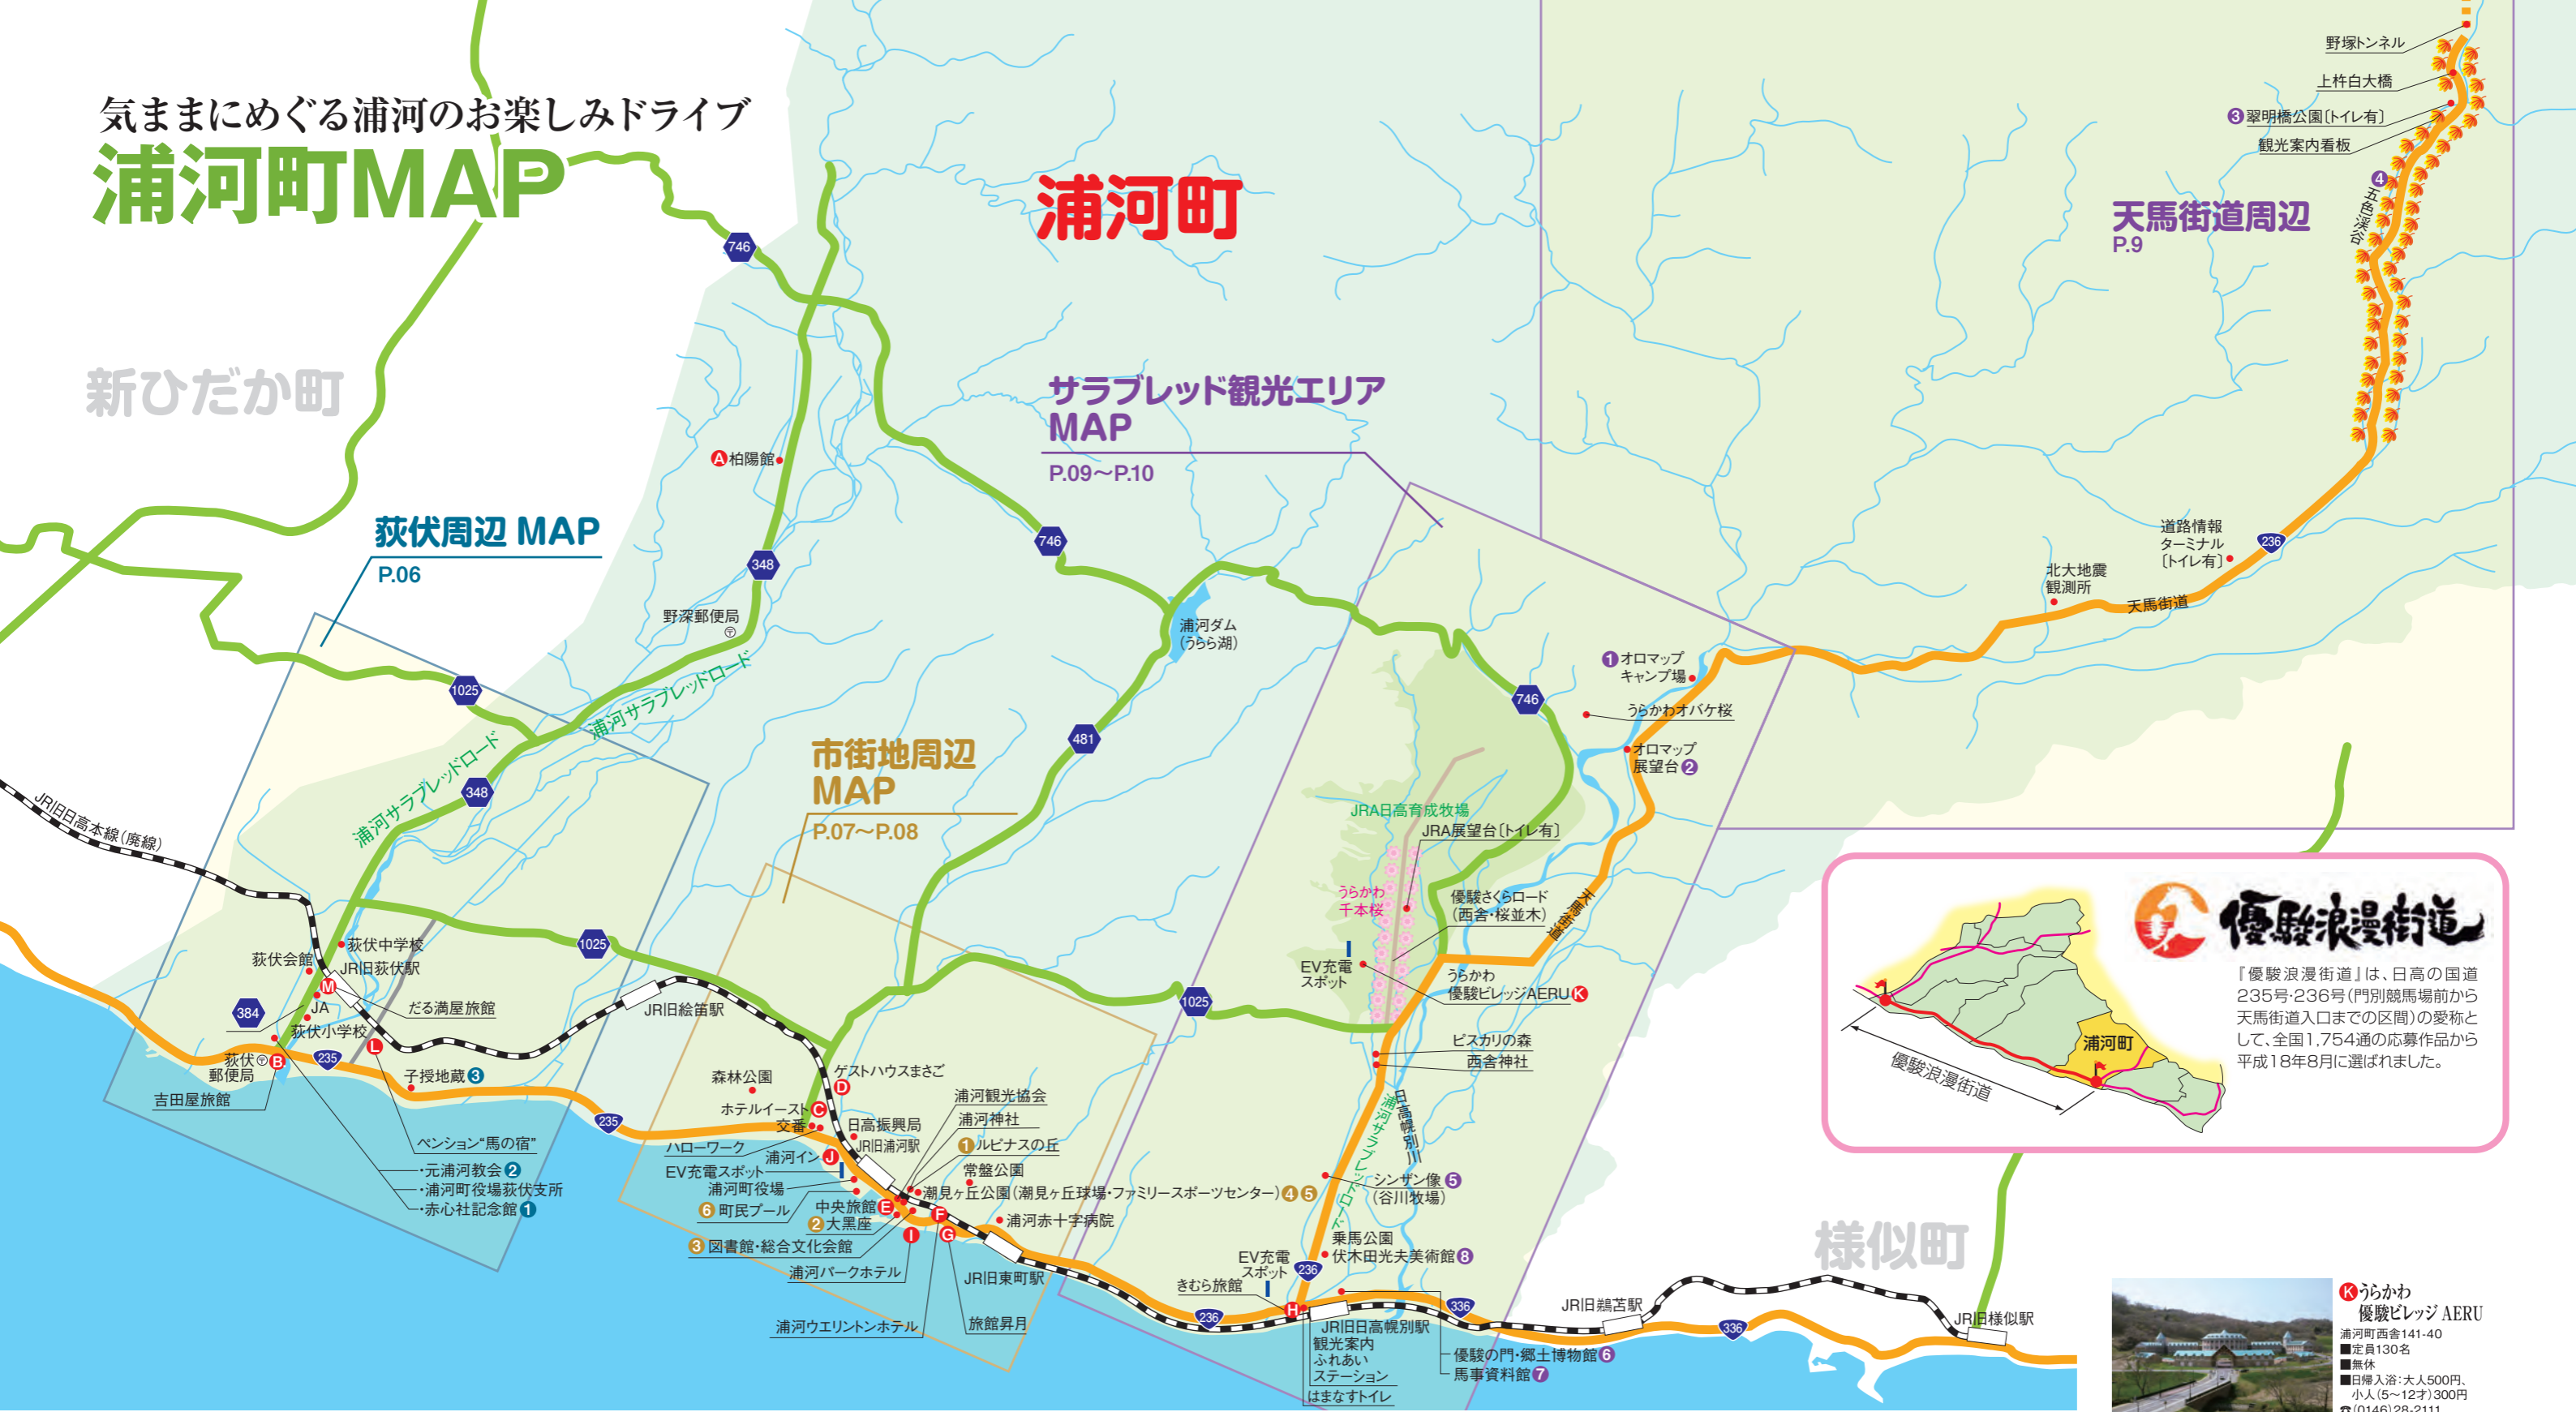 気ままにめぐる浦河のお楽しみドライブ
浦河町MAP
浦河町
新ひだか町
様似町
天馬街道周辺
P.9
野塚トンネル
上杵臼大橋
3 翠明橋公園〔トイレ有〕
観光案内看板
4 五色渓谷
サラブレッド観光エリア
MAP
P.09～P.10
荻伏周辺 MAP
P.06
市街地周辺
MAP
P.07～P.08
746
746
746
348
348
481
1025
1025
1025
384
235
235
236
236
236
336
336
A 柏陽館
野深郵便局
浦河サラブレッドロード
浦河サラブレッドロード
浦河ダム
(うらら湖)
道路情報
ターミナル
〔トイレ有〕
北大地震
観測所
天馬街道
1 オロマップ
キャンプ場
うらかわオバケ桜
オロマップ
展望台 2
JRA日高育成牧場
JRA展望台〔トイレ有〕
うらかわ
千本桜
優駿さくらロード
(西舎・桜並木)
天馬街道
EV充電
スポット
うらかわ
優駿ビレッジAERU K
ビスカリの森
西舎神社
日高幌別川
浦河サラブレッドロード
シンザン像 5
(谷川牧場)
乗馬公園
伏木田光夫美術館 8
EV充電
スポット
きむら旅館
H
JR旧日高幌別駅
観光案内
ふれあい
ステーション
はまなすトイレ
優駿の門・郷土博物館 6
馬事資料館 7
JR旧鵜苫駅
JR旧様似駅
JR旧日高本線(廃線)
荻伏中学校
荻伏会館
JR旧荻伏駅
M
JA
だる満屋旅館
荻伏小学校
荻伏
郵便局
B
L
吉田屋旅館
子授地蔵 3
ペンション“馬の宿”
・元浦河教会 2
・浦河町役場荻伏支所
・赤心社記念館 1
JR旧絵笛駅
森林公園
ゲストハウスまさご
D
ホテルイースト C
交番
ハローワーク
日高振興局
JR旧浦河駅
浦河観光協会
浦河神社
1 ルピナスの丘
常盤公園
浦河イン J
EV充電スポット
浦河町役場
潮見ヶ丘公園(潮見ヶ丘球場・ファミリースポーツセンター) 4 5
6 町民プール
中央旅館 E
2 大黒座
F
G
I
浦河赤十字病院
3 図書館・総合文化会館
浦河パークホテル
JR旧東町駅
浦河ウエリントンホテル
旅館昇月
優駿浪漫街道
『優駿浪漫街道』は、日高の国道
235号・236号(門別競馬場前から
天馬街道入口までの区間)の愛称と
して、全国1,754通の応募作品から
平成18年8月に選ばれました。
浦河町
優駿浪漫街道
K うらかわ
優駿ビレッジ AERU
浦河町西舎141-40
■定員130名
■無休
■日帰入浴：大人500円、
小人(5～12才)300円
☎(0146)28-2111